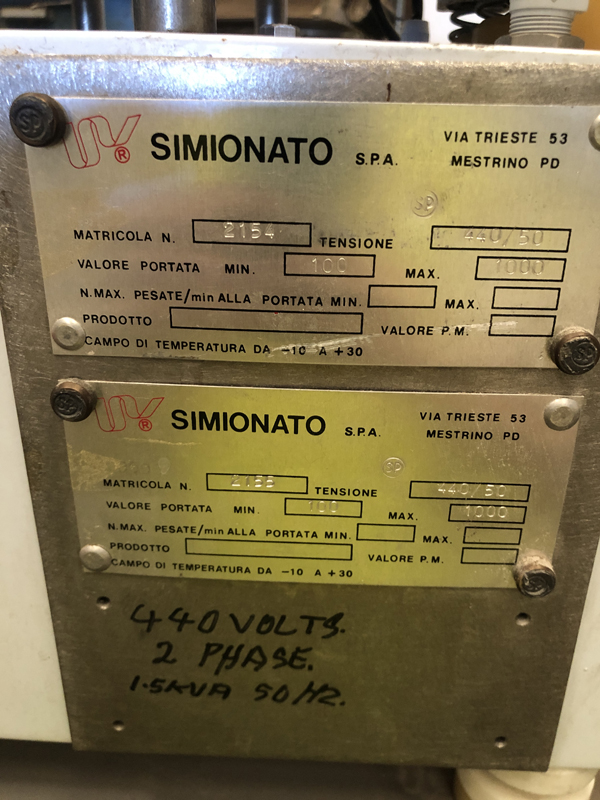 SIMIONATO S.P.A. VIA TRIESTE 53
MESTRINO PD
SD
MATRICOLA N. 2154 TENSIONE 440/50
VALORE PORTATA MIN. 100 MAX. 1000
N.MAX. PESATE/min ALLA PORTATA MIN. MAX.
PRODOTTO VALORE P.M.
CAMPO DI TEMPERATURA DA -10 A +30
SIMIONATO S.P.A. VIA TRIESTE 53
MESTRINO PD
SD
MATRICOLA N. TENSIONE 440/50
VALORE PORTATA MIN. 100 MAX. 1000
N.MAX. PESATE/min ALLA PORTATA MIN. MAX.
PRODOTTO VALORE P.M.
CAMPO DI TEMPERATURA DA -10 A +30
440 VOLTS.
2 PHASE.
1.5KVA 50HZ.